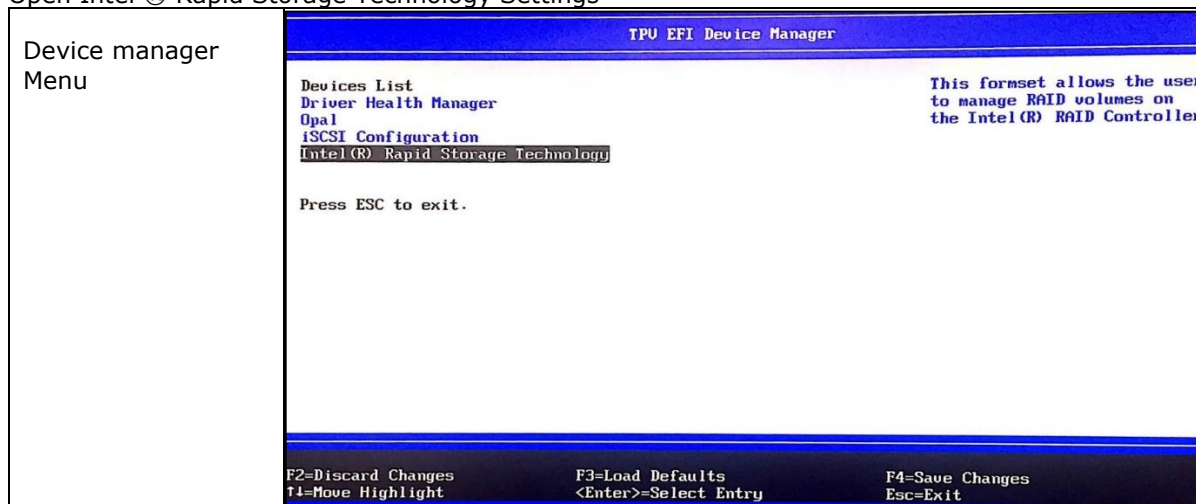 Open Intel ® Rapid Storage Technology Settings
Device manager
Menu
TPV EFI Device Manager
Devices List
Driver Health Manager
Opal
iSCSI Configuration
Intel(R) Rapid Storage Technology
Press ESC to exit.
This formset allows the user
to manage RAID volumes on
the Intel(R) RAID Controller
F2=Discard Changes F3=Load Defaults F4=Save Changes
↑↓=Move Highlight <Enter>=Select Entry Esc=Exit